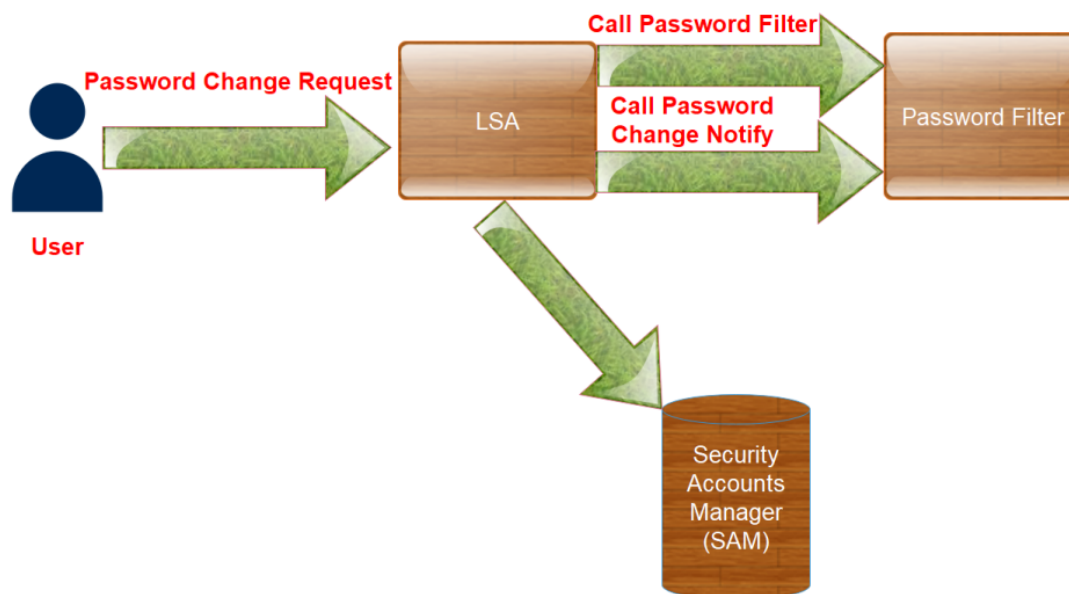 Call Password Filter
Password Change Request
LSA
Call Password
Change Notify
Password Filter
User
Security
Accounts
Manager
(SAM)